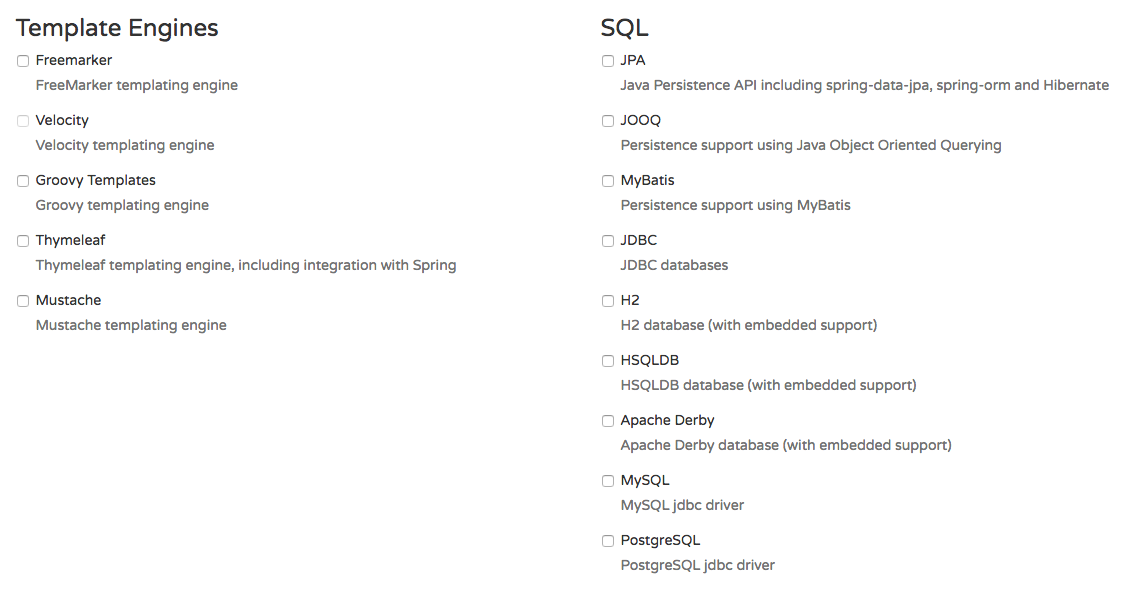 Template Engines
Freemarker
FreeMarker templating engine
Velocity
Velocity templating engine
Groovy Templates
Groovy templating engine
Thymeleaf
Thymeleaf templating engine, including integration with Spring
Mustache
Mustache templating engine
SQL
JPA
Java Persistence API including spring-data-jpa, spring-orm and Hibernate
JOOQ
Persistence support using Java Object Oriented Querying
MyBatis
Persistence support using MyBatis
JDBC
JDBC databases
H2
H2 database (with embedded support)
HSQLDB
HSQLDB database (with embedded support)
Apache Derby
Apache Derby database (with embedded support)
MySQL
MySQL jdbc driver
PostgreSQL
PostgreSQL jdbc driver